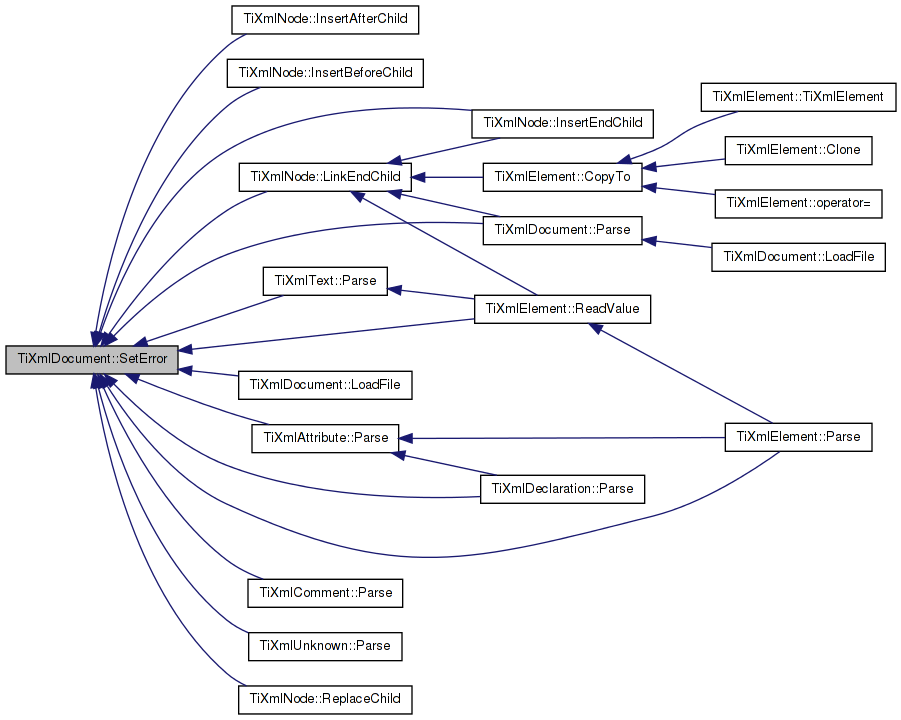 TiXmlNode::InsertAfterChild
TiXmlNode::InsertBeforeChild
TiXmlElement::TiXmlElement
TiXmlNode::InsertEndChild
TiXmlElement::Clone
TiXmlNode::LinkEndChild
TiXmlElement::CopyTo
TiXmlElement::operator=
TiXmlDocument::Parse
TiXmlDocument::LoadFile
TiXmlText::Parse
TiXmlElement::ReadValue
TiXmlDocument::SetError
TiXmlDocument::LoadFile
TiXmlAttribute::Parse
TiXmlElement::Parse
TiXmlDeclaration::Parse
TiXmlComment::Parse
TiXmlUnknown::Parse
TiXmlNode::ReplaceChild